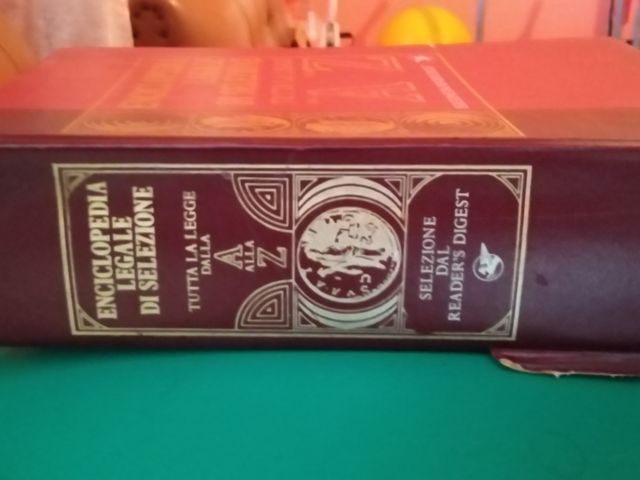 ENCICLOPEDIA
LEGALE
DI SELEZIONE
TUTTA LA LEGGE
DALLA
A
ALLA
Z
SELEZIONE
DAL
READER'S DIGEST